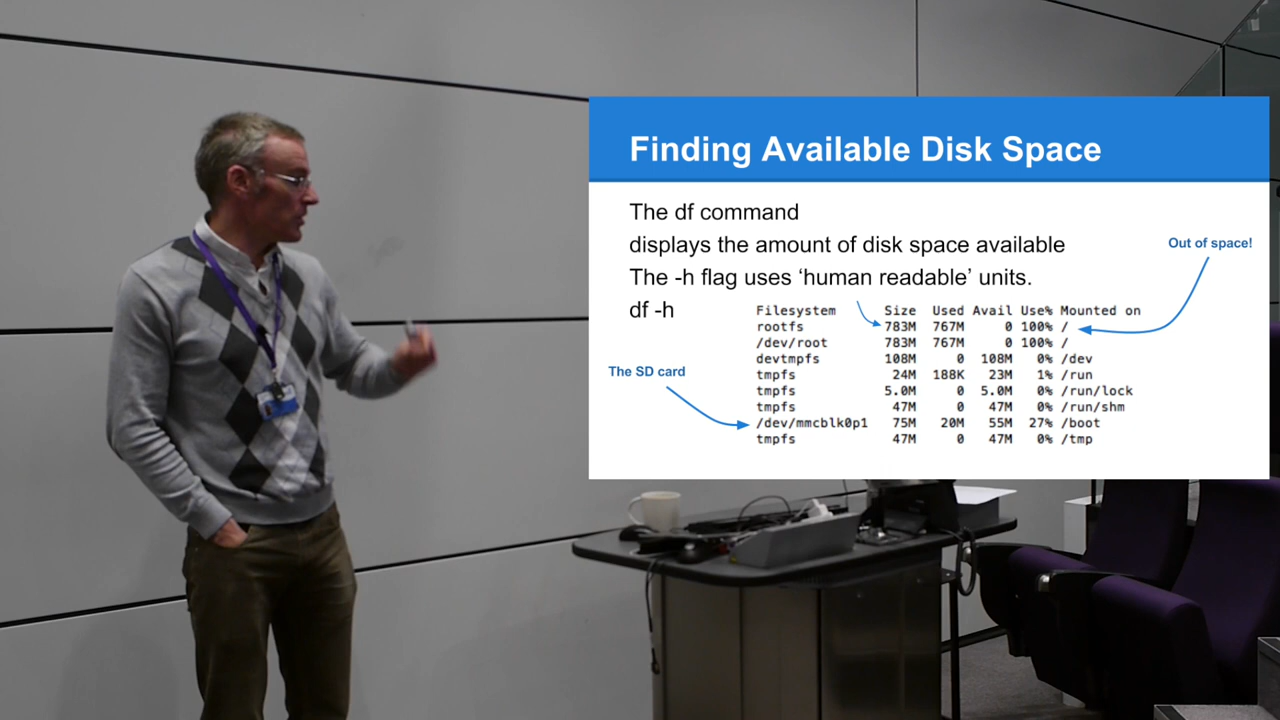 Finding Available Disk Space
The df command
displays the amount of disk space available
Out of space!
The -h flag uses ‘human readable’ units.
df -h
Filesystem Size Used Avail Use% Mounted on
rootfs 783M 767M 0 100% /
/dev/root 783M 767M 0 100% /
devtmpfs 108M 0 108M 0% /dev
The SD card
tmpfs 24M 188K 23M 1% /run
tmpfs 5.0M 0 5.0M 0% /run/lock
tmpfs 47M 0 47M 0% /run/shm
/dev/mmcblk0p1 75M 20M 55M 27% /boot
tmpfs 47M 0 47M 0% /tmp